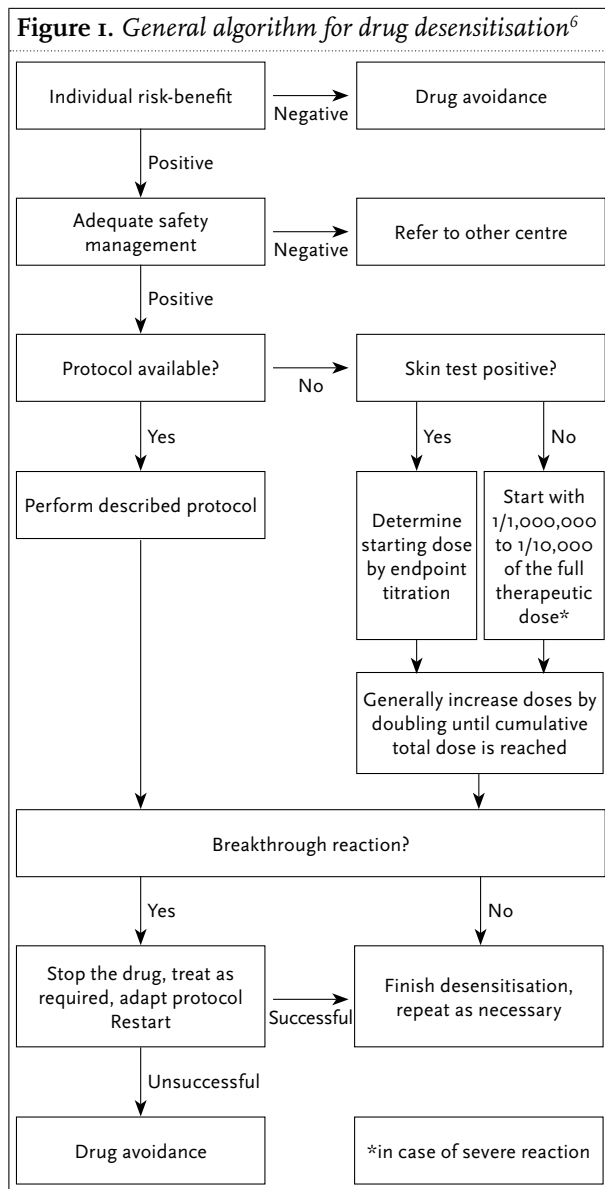 Figure 1. General algorithm for drug desensitisation6
Individual risk-benefit
Negative
Drug avoidance
Positive
Adequate safety
management
Negative
Refer to other centre
Positive
Protocol available?
No
Skin test positive?
Yes
Yes
No
Perform described protocol
Determine
starting dose
by endpoint
titration
Start with
1/1,000,000
to 1/10,000
of the full
therapeutic
dose*
Generally increase doses by
doubling until cumulative
total dose is reached
Breakthrough reaction?
Yes
No
Stop the drug, treat as
required, adapt protocol
Restart
Successful
Finish desensitisation,
repeat as necessary
Unsuccessful
Drug avoidance
*in case of severe reaction